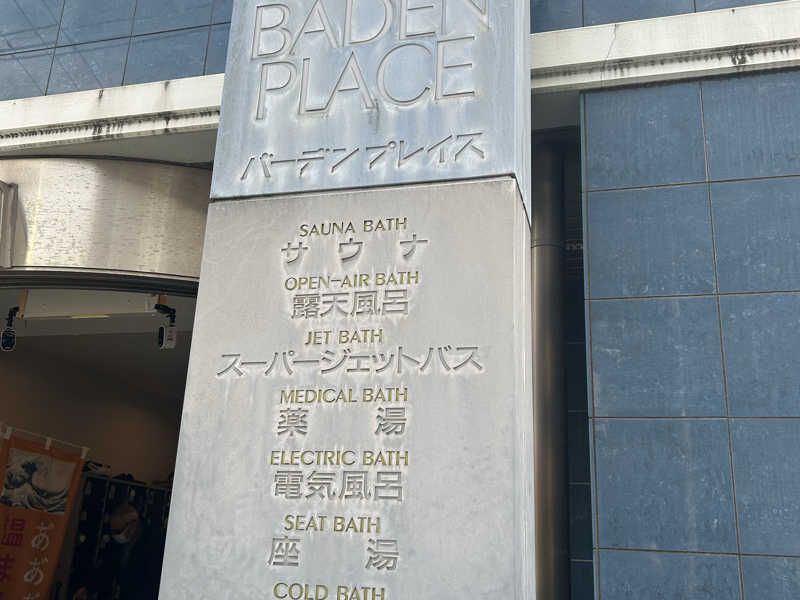 BADEN
PLACE
バーデンプレイス
SAUNA BATH
サウナ
OPEN-AIR BATH
露天風呂
JET BATH
スーパージェットバス
MEDICAL BATH
薬湯
ELECTRIC BATH
電気風呂
SEAT BATH
座湯
COLD BATH